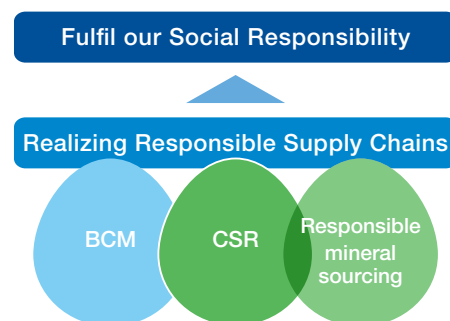 Fulfil our Social Responsibility
Realizing Responsible Supply Chains
BCM
CSR
Responsible
mineral
sourcing